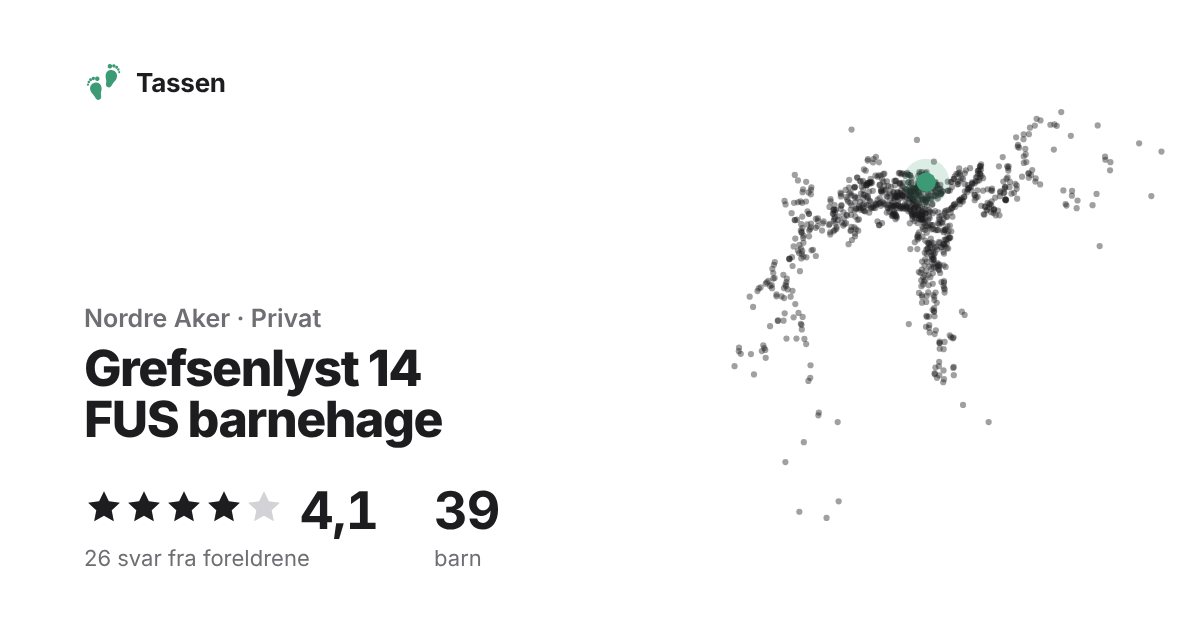 Tassen
Nordre Aker · Privat
Grefsenlyst 14
FUS barnehage
4,1
39
26 svar fra foreldrene
barn